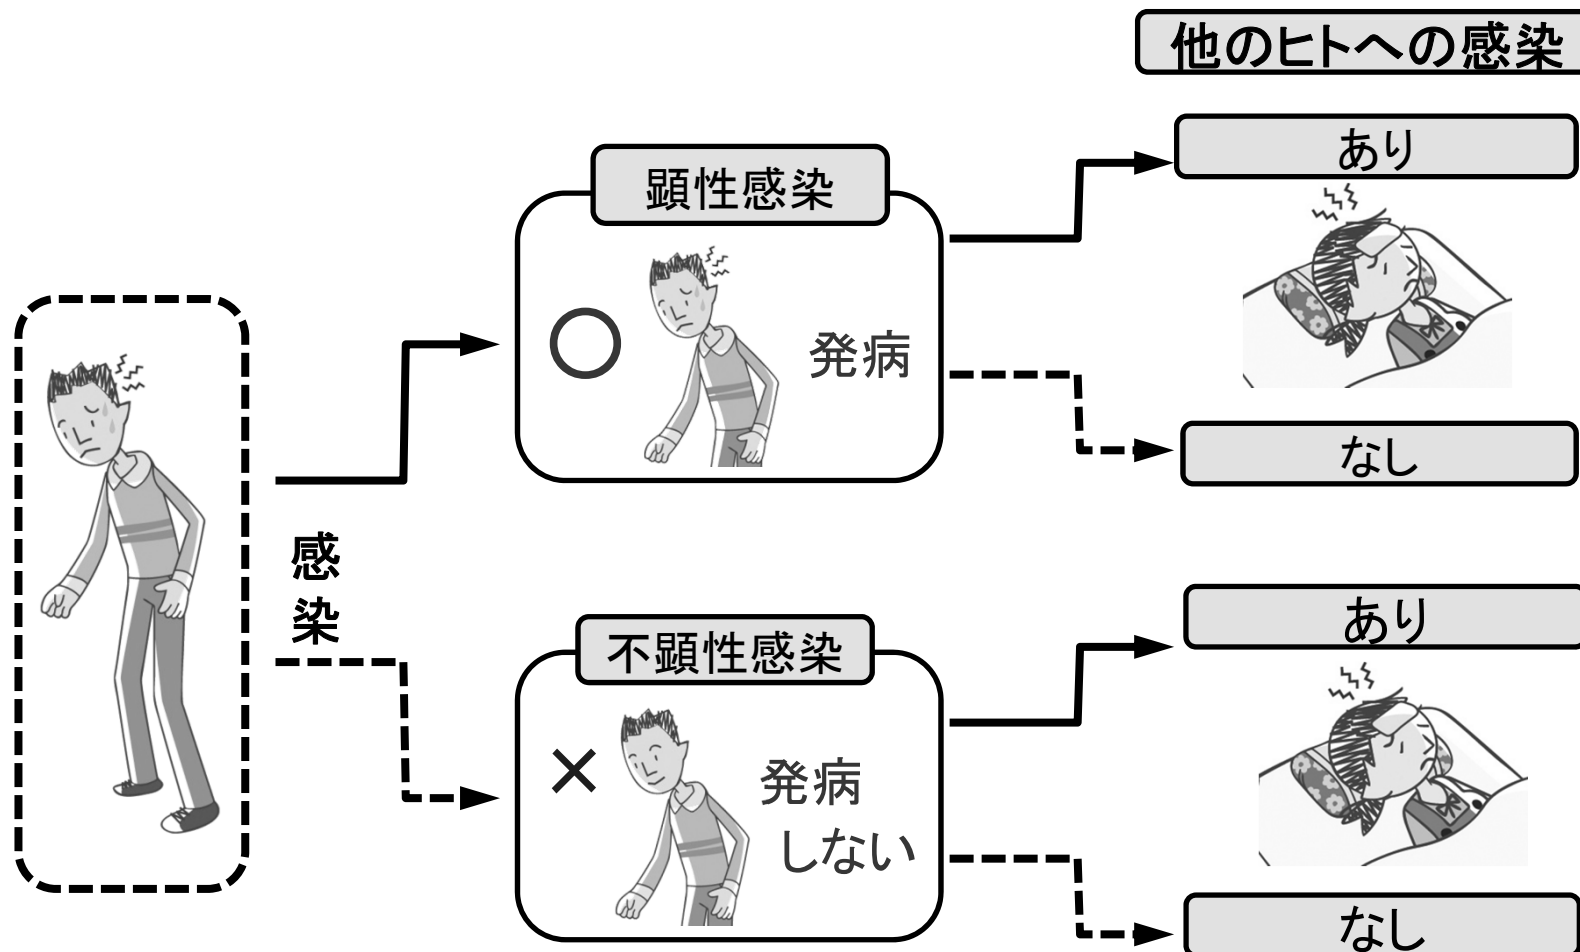 他のヒトへの感染
あり
顕性感染
発病
なし
感染
あり
不顕性感染
発病
しない
なし